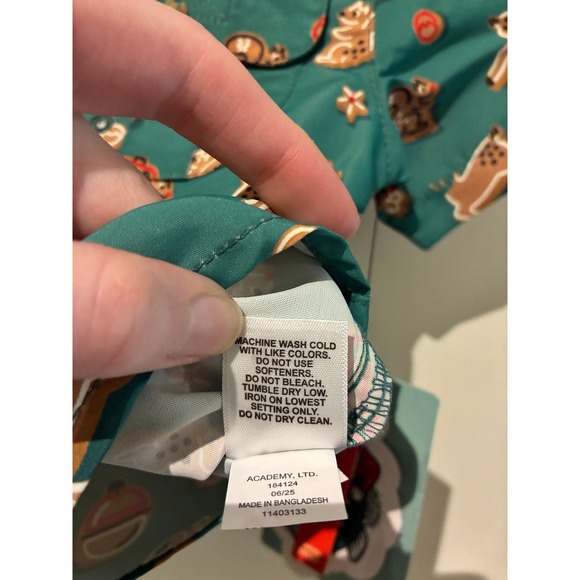 MACHINE WASH COLD
WITH LIKE COLORS.
DO NOT USE
SOFTENERS.
DO NOT BLEACH.
TUMBLE DRY LOW.
IRON ON LOWEST
SETTING ONLY.
DO NOT DRY CLEAN.
ACADEMY, LTD.
184124
06/25
MADE IN BANGLADESH
11403133